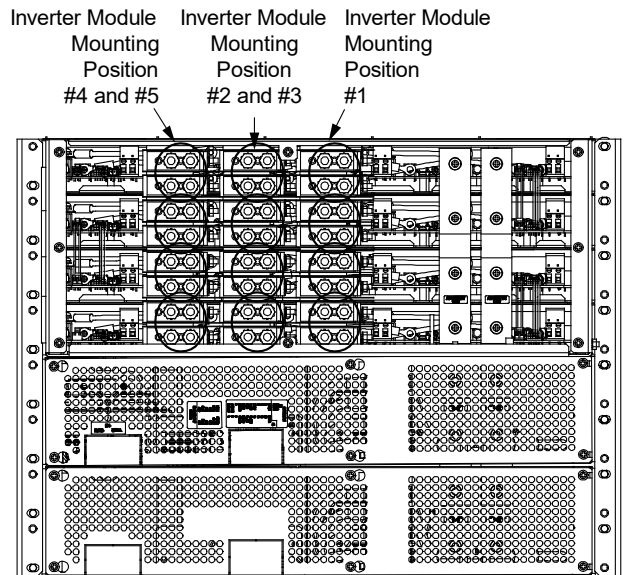 Inverter Module Mounting Position #4 and #5
Inverter Module Mounting Position #2 and #3
Inverter Module Mounting Position #1